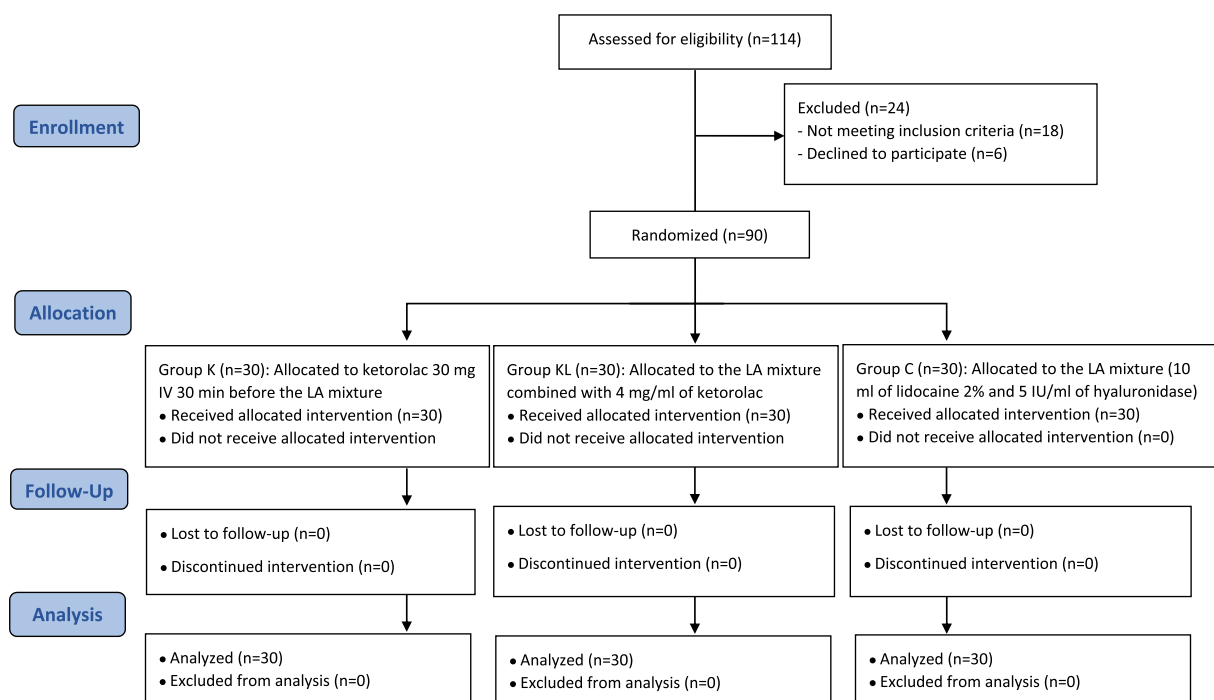 Assessed for eligibility (n=114)
Enrollment
Excluded (n=24)
- Not meeting inclusion criteria (n=18)
- Declined to participate (n=6)
Randomized (n=90)
Allocation
Group K (n=30): Allocated to ketorolac 30 mg
IV 30 min before the LA mixture
• Received allocated intervention (n=30)
• Did not receive allocated intervention
Group KL (n=30): Allocated to the LA mixture
combined with 4 mg/ml of ketorolac
• Received allocated intervention (n=30)
• Did not receive allocated intervention
Group C (n=30): Allocated to the LA mixture (10
ml of lidocaine 2% and 5 IU/ml of hyaluronidase)
• Received allocated intervention (n=30)
• Did not receive allocated intervention (n=0)
Follow-Up
• Lost to follow-up (n=0)
• Discontinued intervention (n=0)
• Lost to follow-up (n=0)
• Discontinued intervention (n=0)
• Lost to follow-up (n=0)
• Discontinued intervention (n=0)
Analysis
• Analyzed (n=30)
• Excluded from analysis (n=0)
• Analyzed (n=30)
• Excluded from analysis (n=0)
• Analyzed (n=30)
• Excluded from analysis (n=0)